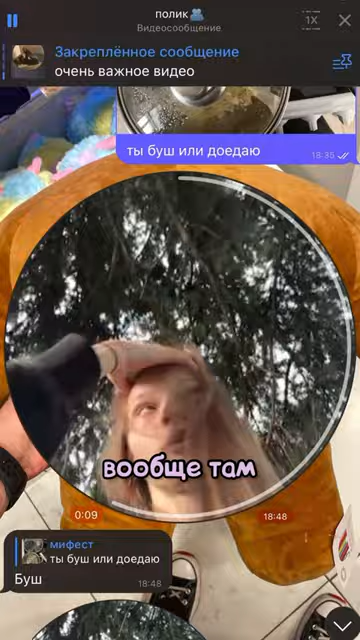 полик🫂
Видеосообщение
1X
Закреплённое сообщение
очень важное видео
ты буш или доедаю
18:35
вообще там
0:09
18:48
мифест
ты буш или доедаю
Буш
18:48